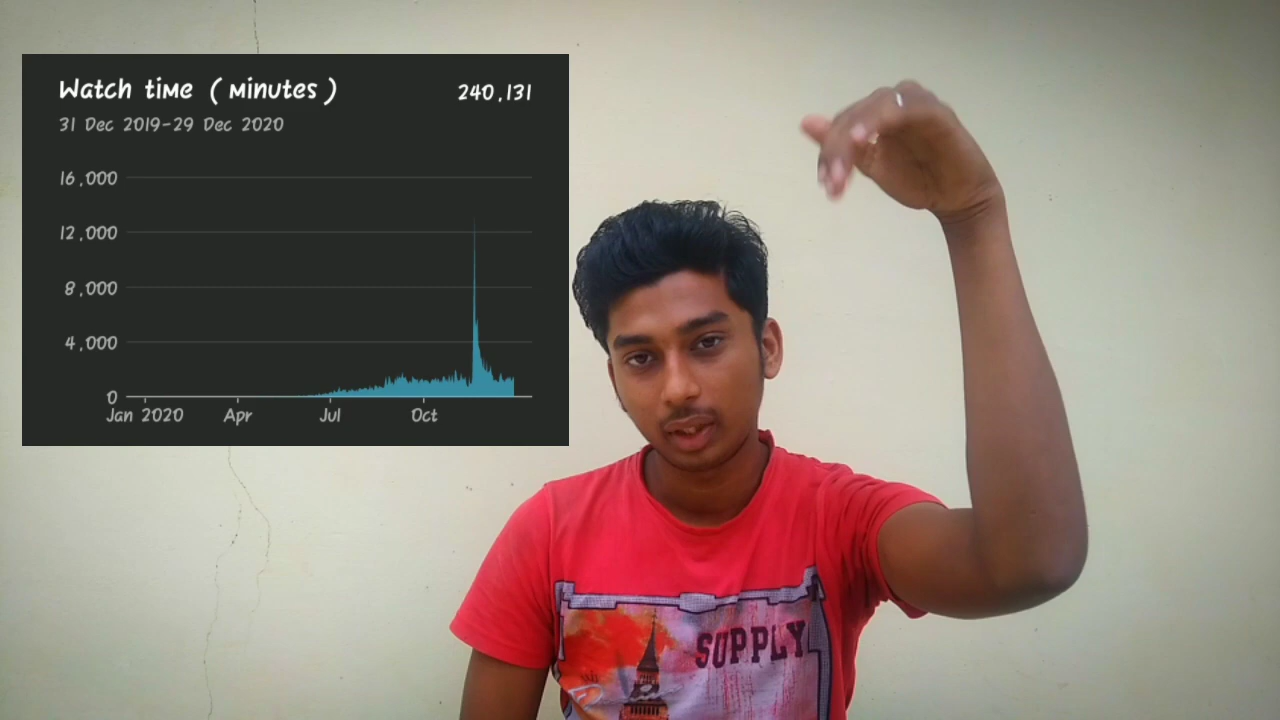 Watch time ( minutes ) 240,131
31 Dec 2019-29 Dec 2020
16,000
12,000
8,000
4,000
0
Jan 2020 Apr Jul Oct
SUPPLY